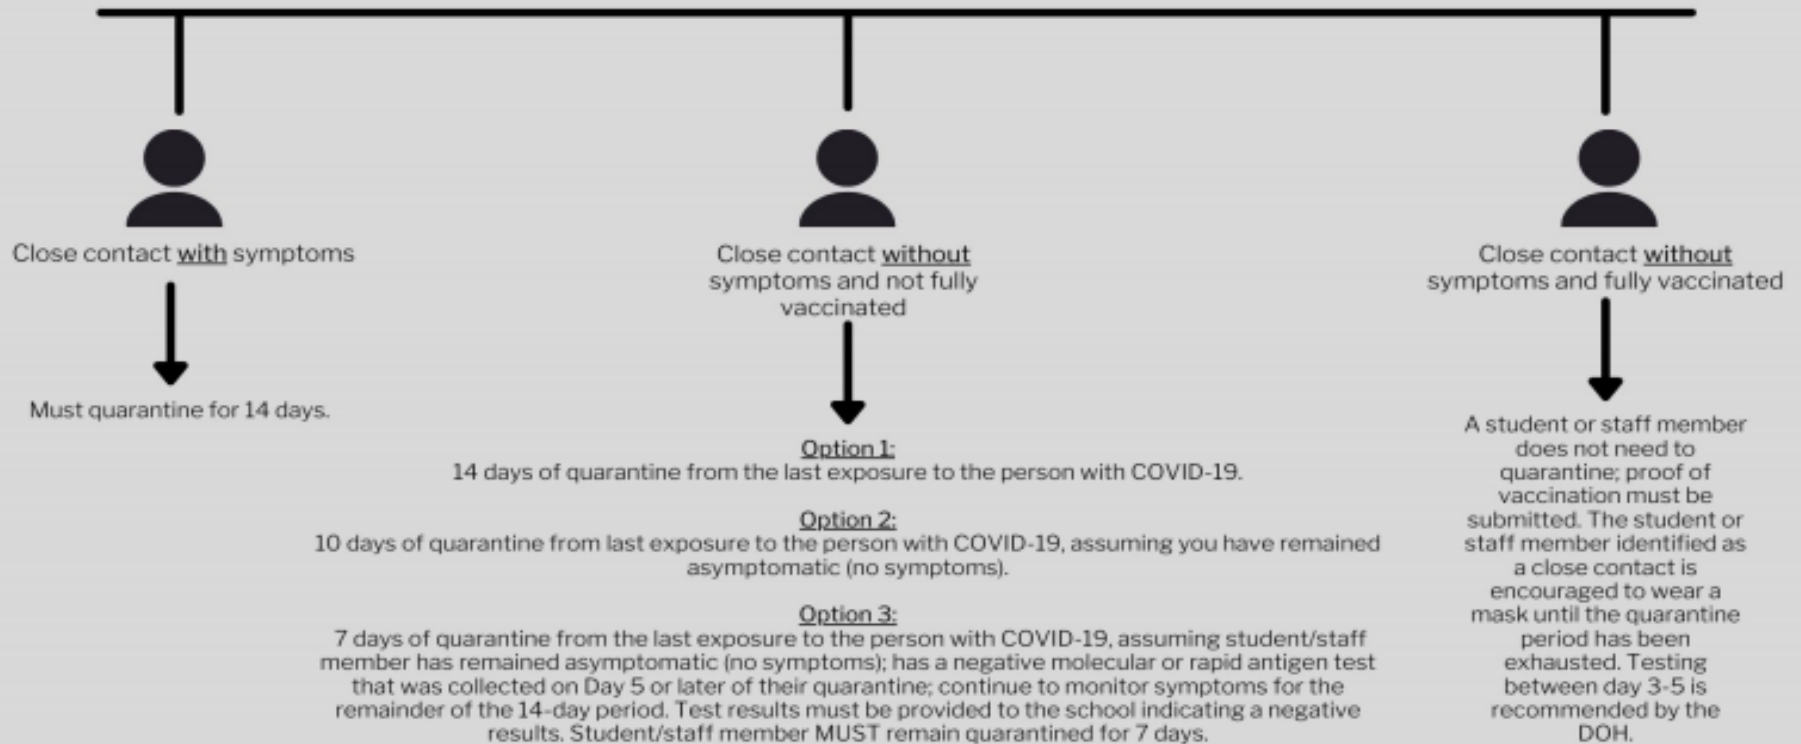 Close contact with symptoms
Must quarantine for 14 days.
Close contact without
symptoms and not fully
vaccinated
Option 1:
14 days of quarantine from the last exposure to the person with COVID-19.
Option 2:
10 days of quarantine from last exposure to the person with COVID-19, assuming you have remained
asymptomatic (no symptoms).
Option 3:
7 days of quarantine from the last exposure to the person with COVID-19, assuming student/staff
member has remained asymptomatic (no symptoms); has a negative molecular or rapid antigen test
that was collected on Day 5 or later of their quarantine; continue to monitor symptoms for the
remainder of the 14-day period. Test results must be provided to the school indicating a negative
results. Student/staff member MUST remain quarantined for 7 days.
Close contact without
symptoms and fully vaccinated
A student or staff member
does not need to
quarantine; proof of
vaccination must be
submitted. The student or
staff member identified as
a close contact is
encouraged to wear a
mask until the quarantine
period has been
exhausted. Testing
between day 3-5 is
recommended by the
DOH.